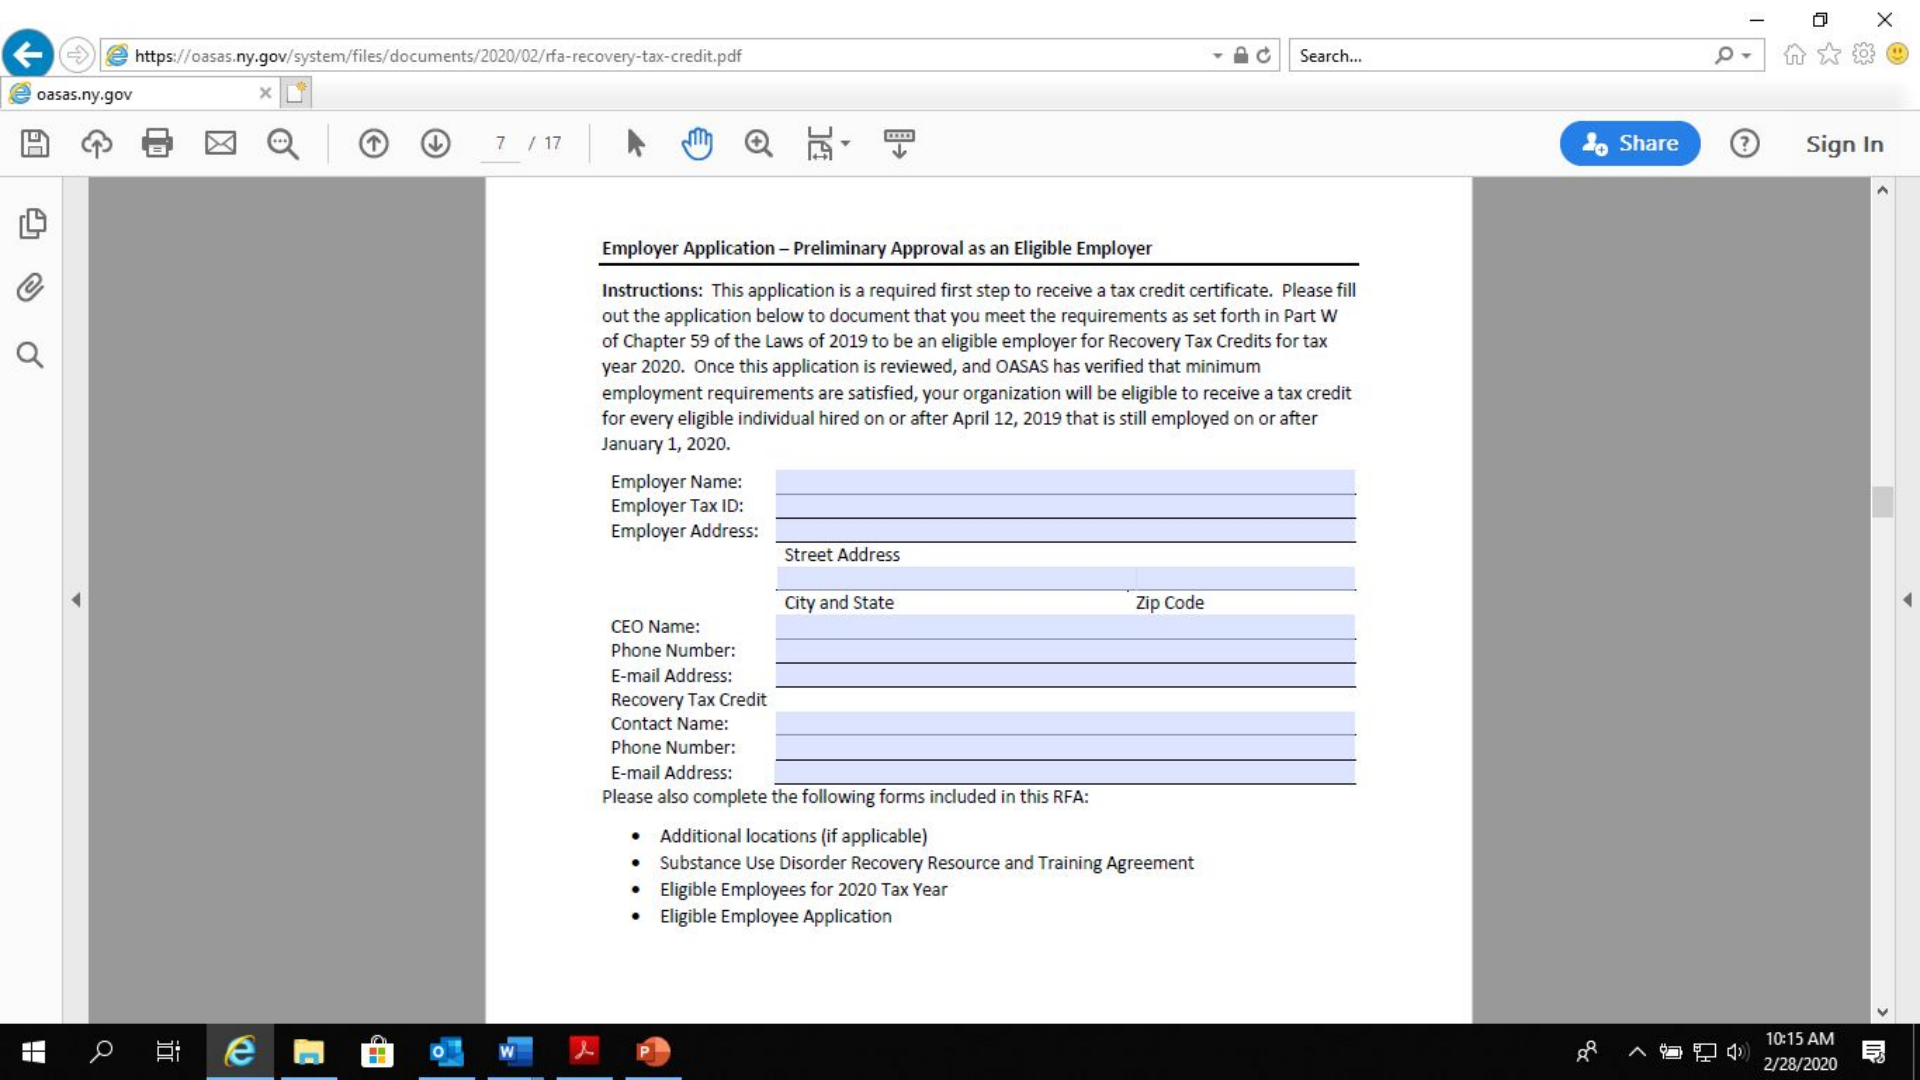 https://oasas.ny.gov/system/files/documents/2020/02/rfa-recovery-tax-credit.pdf
Search...
oasas.ny.gov
7 / 17
Share
Sign In
Employer Application – Preliminary Approval as an Eligible Employer
Instructions: This application is a required first step to receive a tax credit certificate. Please fill
out the application below to document that you meet the requirements as set forth in Part W
of Chapter 59 of the Laws of 2019 to be an eligible employer for Recovery Tax Credits for tax
year 2020. Once this application is reviewed, and OASAS has verified that minimum
employment requirements are satisfied, your organization will be eligible to receive a tax credit
for every eligible individual hired on or after April 12, 2019 that is still employed on or after
January 1, 2020.
Employer Name:
Employer Tax ID:
Employer Address:
Street Address
City and State Zip Code
CEO Name:
Phone Number:
E-mail Address:
Recovery Tax Credit
Contact Name:
Phone Number:
E-mail Address:
Please also complete the following forms included in this RFA:
• Additional locations (if applicable)
• Substance Use Disorder Recovery Resource and Training Agreement
• Eligible Employees for 2020 Tax Year
• Eligible Employee Application
10:15 AM
2/28/2020